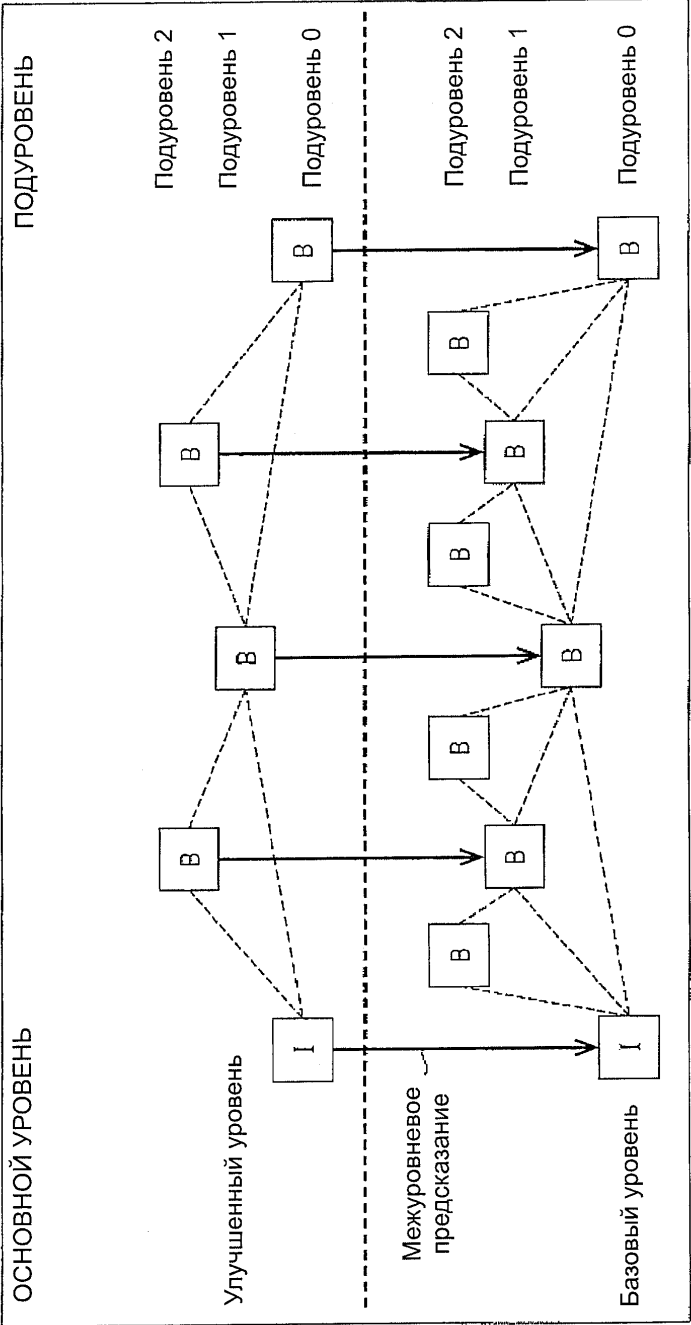 ОСНОВНОЙ УРОВЕНЬ
ПОДУРОВЕНЬ
Подуровень 2
B
B
Подуровень 1
Улучшенный уровень
B
I
B
Подуровень 0
Межуровневое
предсказание
B
B
B
B
Подуровень 2
B
B
Подуровень 1
B
Базовый уровень
I
B
Подуровень 0